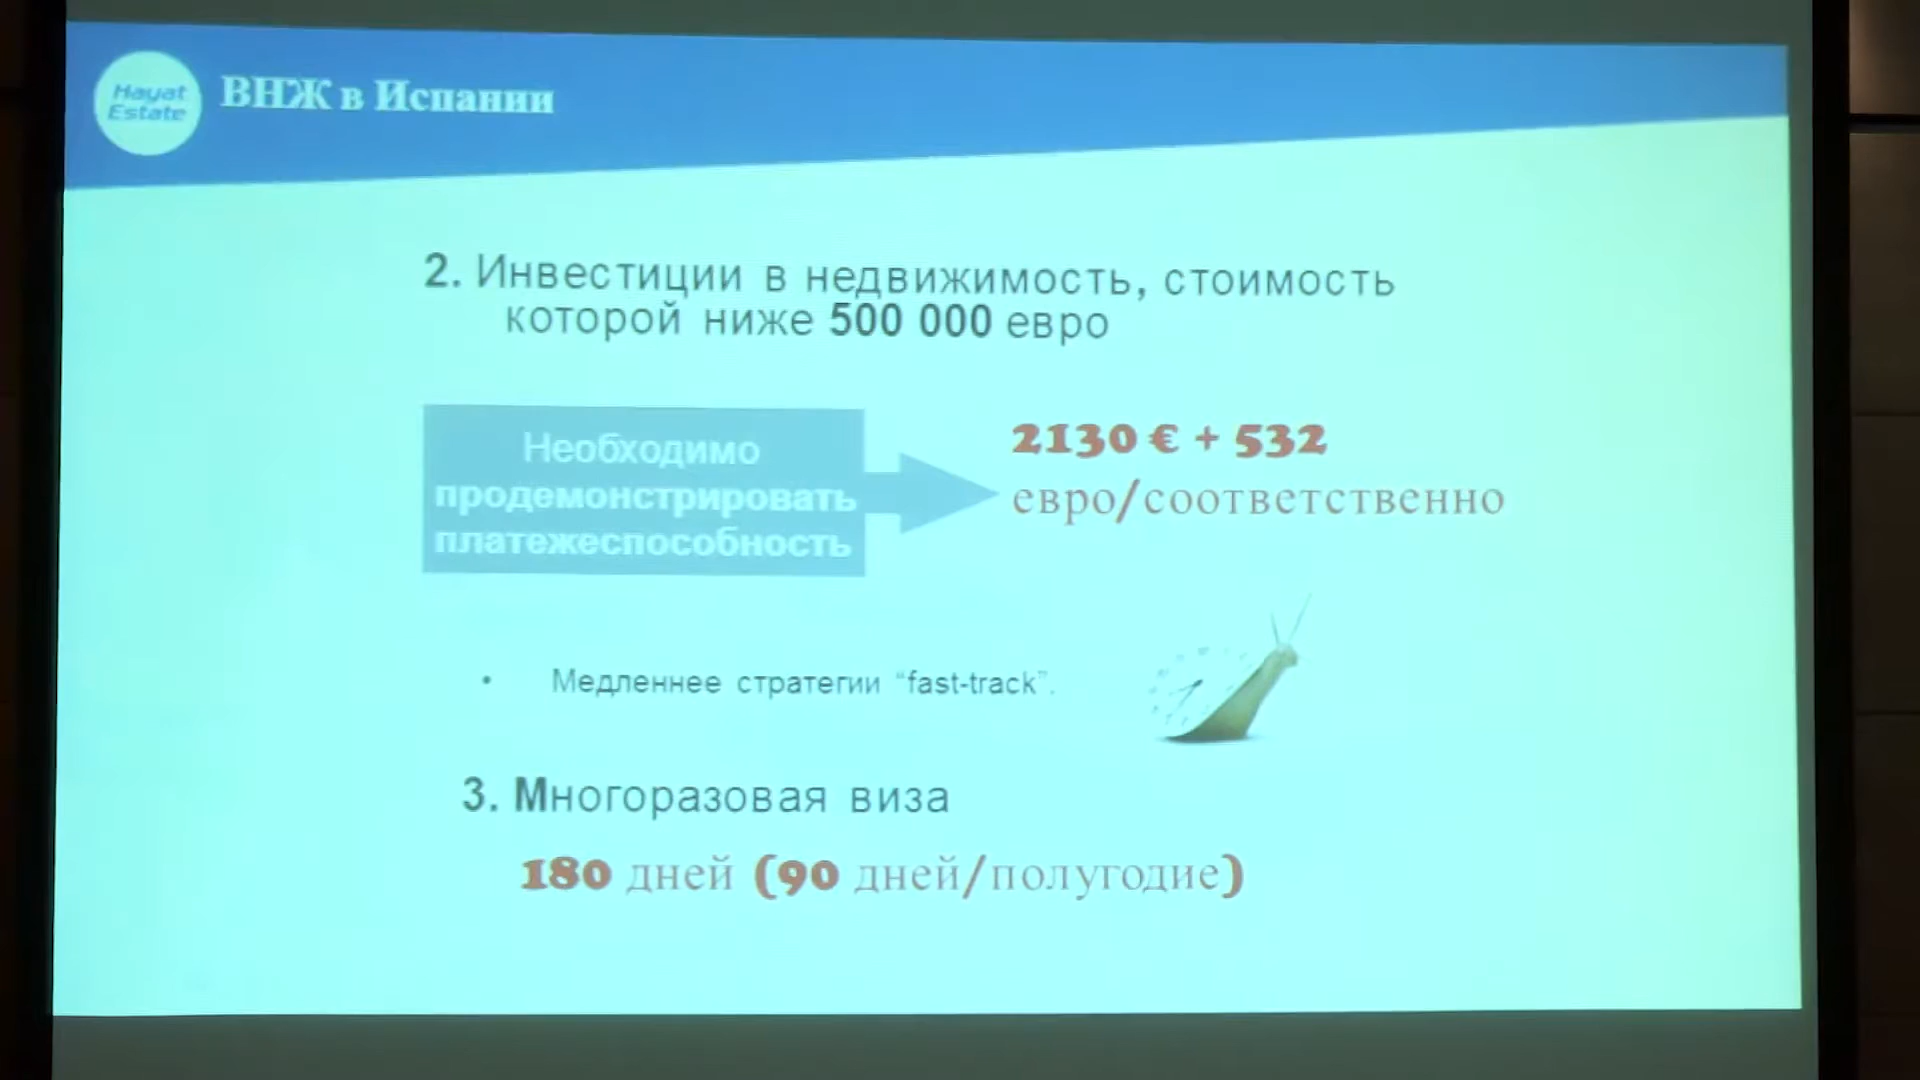 Hayat
Estate
ВНЖ в Испании
2. Инвестиции в недвижимость, стоимость
которой ниже 500 000 евро
Необходимо
продемонстрировать
платежеспособность
2130 € + 532
евро/соответственно
• Медленнее стратегии “fast-track”.
3. Многоразовая виза
180 дней (90 дней/полугодие)